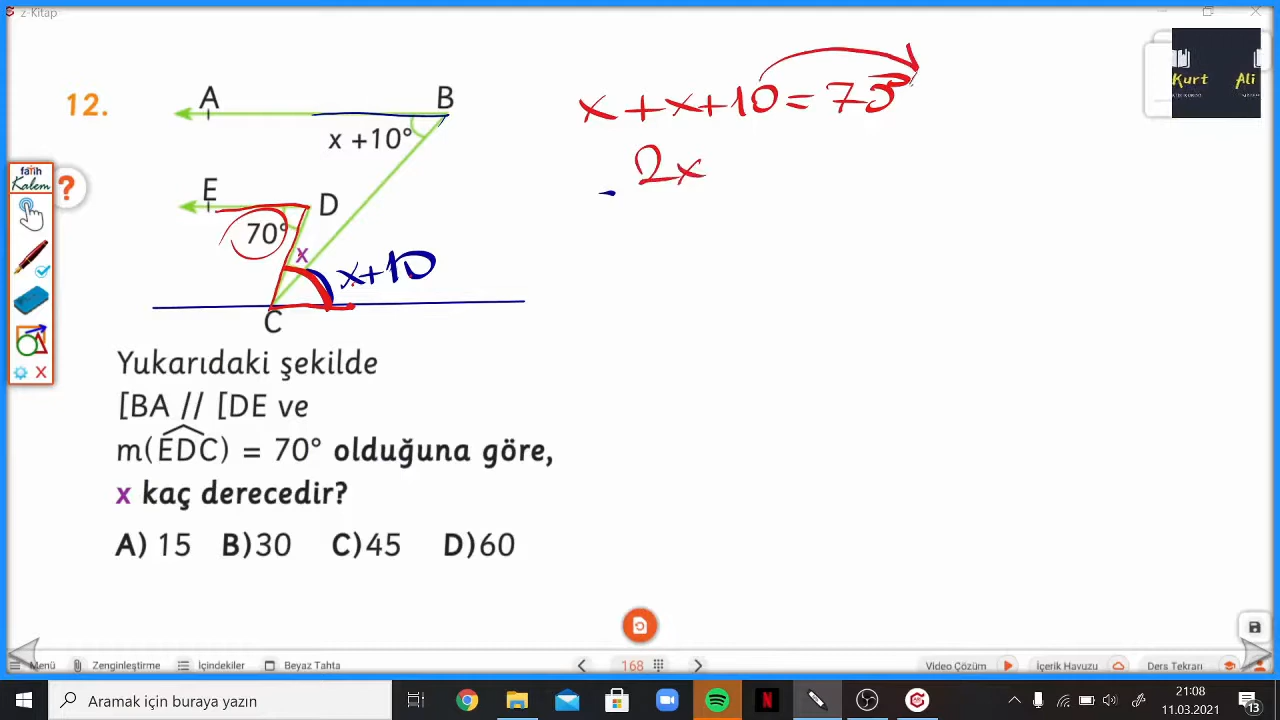 z-Kitap
Kurt Ali
12.
A B
x +10°
E D
70°
x
x+10
C
x + x+10 = 70
2x
fatih
Kalem
?
Yukarıdaki şekilde
[BA // [DE ve
m(EDC) = 70° olduğuna göre,
x kaç derecedir?
A) 15 B)30 C)45 D)60
Menü Zenginleştirme İçindekiler Beyaz Tahta 168 Video Çözüm İçerik Havuzu Ders Tekrarı
Aramak için buraya yazın
21:08
11.03.2021
13